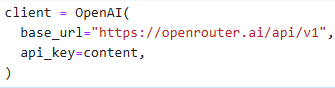 client = OpenAI(
  base_url="https://openrouter.ai/api/v1",
  api_key=content,
)